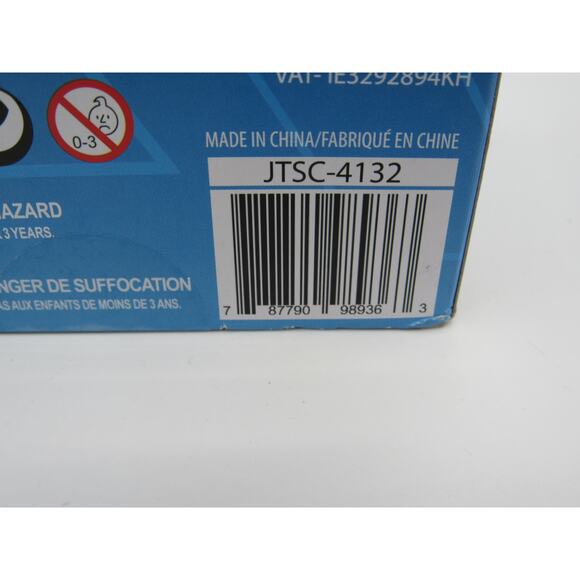 VAT- IE3292894KH
0-3
MADE IN CHINA/FABRIQUÉ EN CHINE
JTSC-4132
AZARD
3 YEARS.
NGER DE SUFFOCATION
AS AUX ENFANTS DE MOINS DE 3 ANS.
7 87790 98936 3